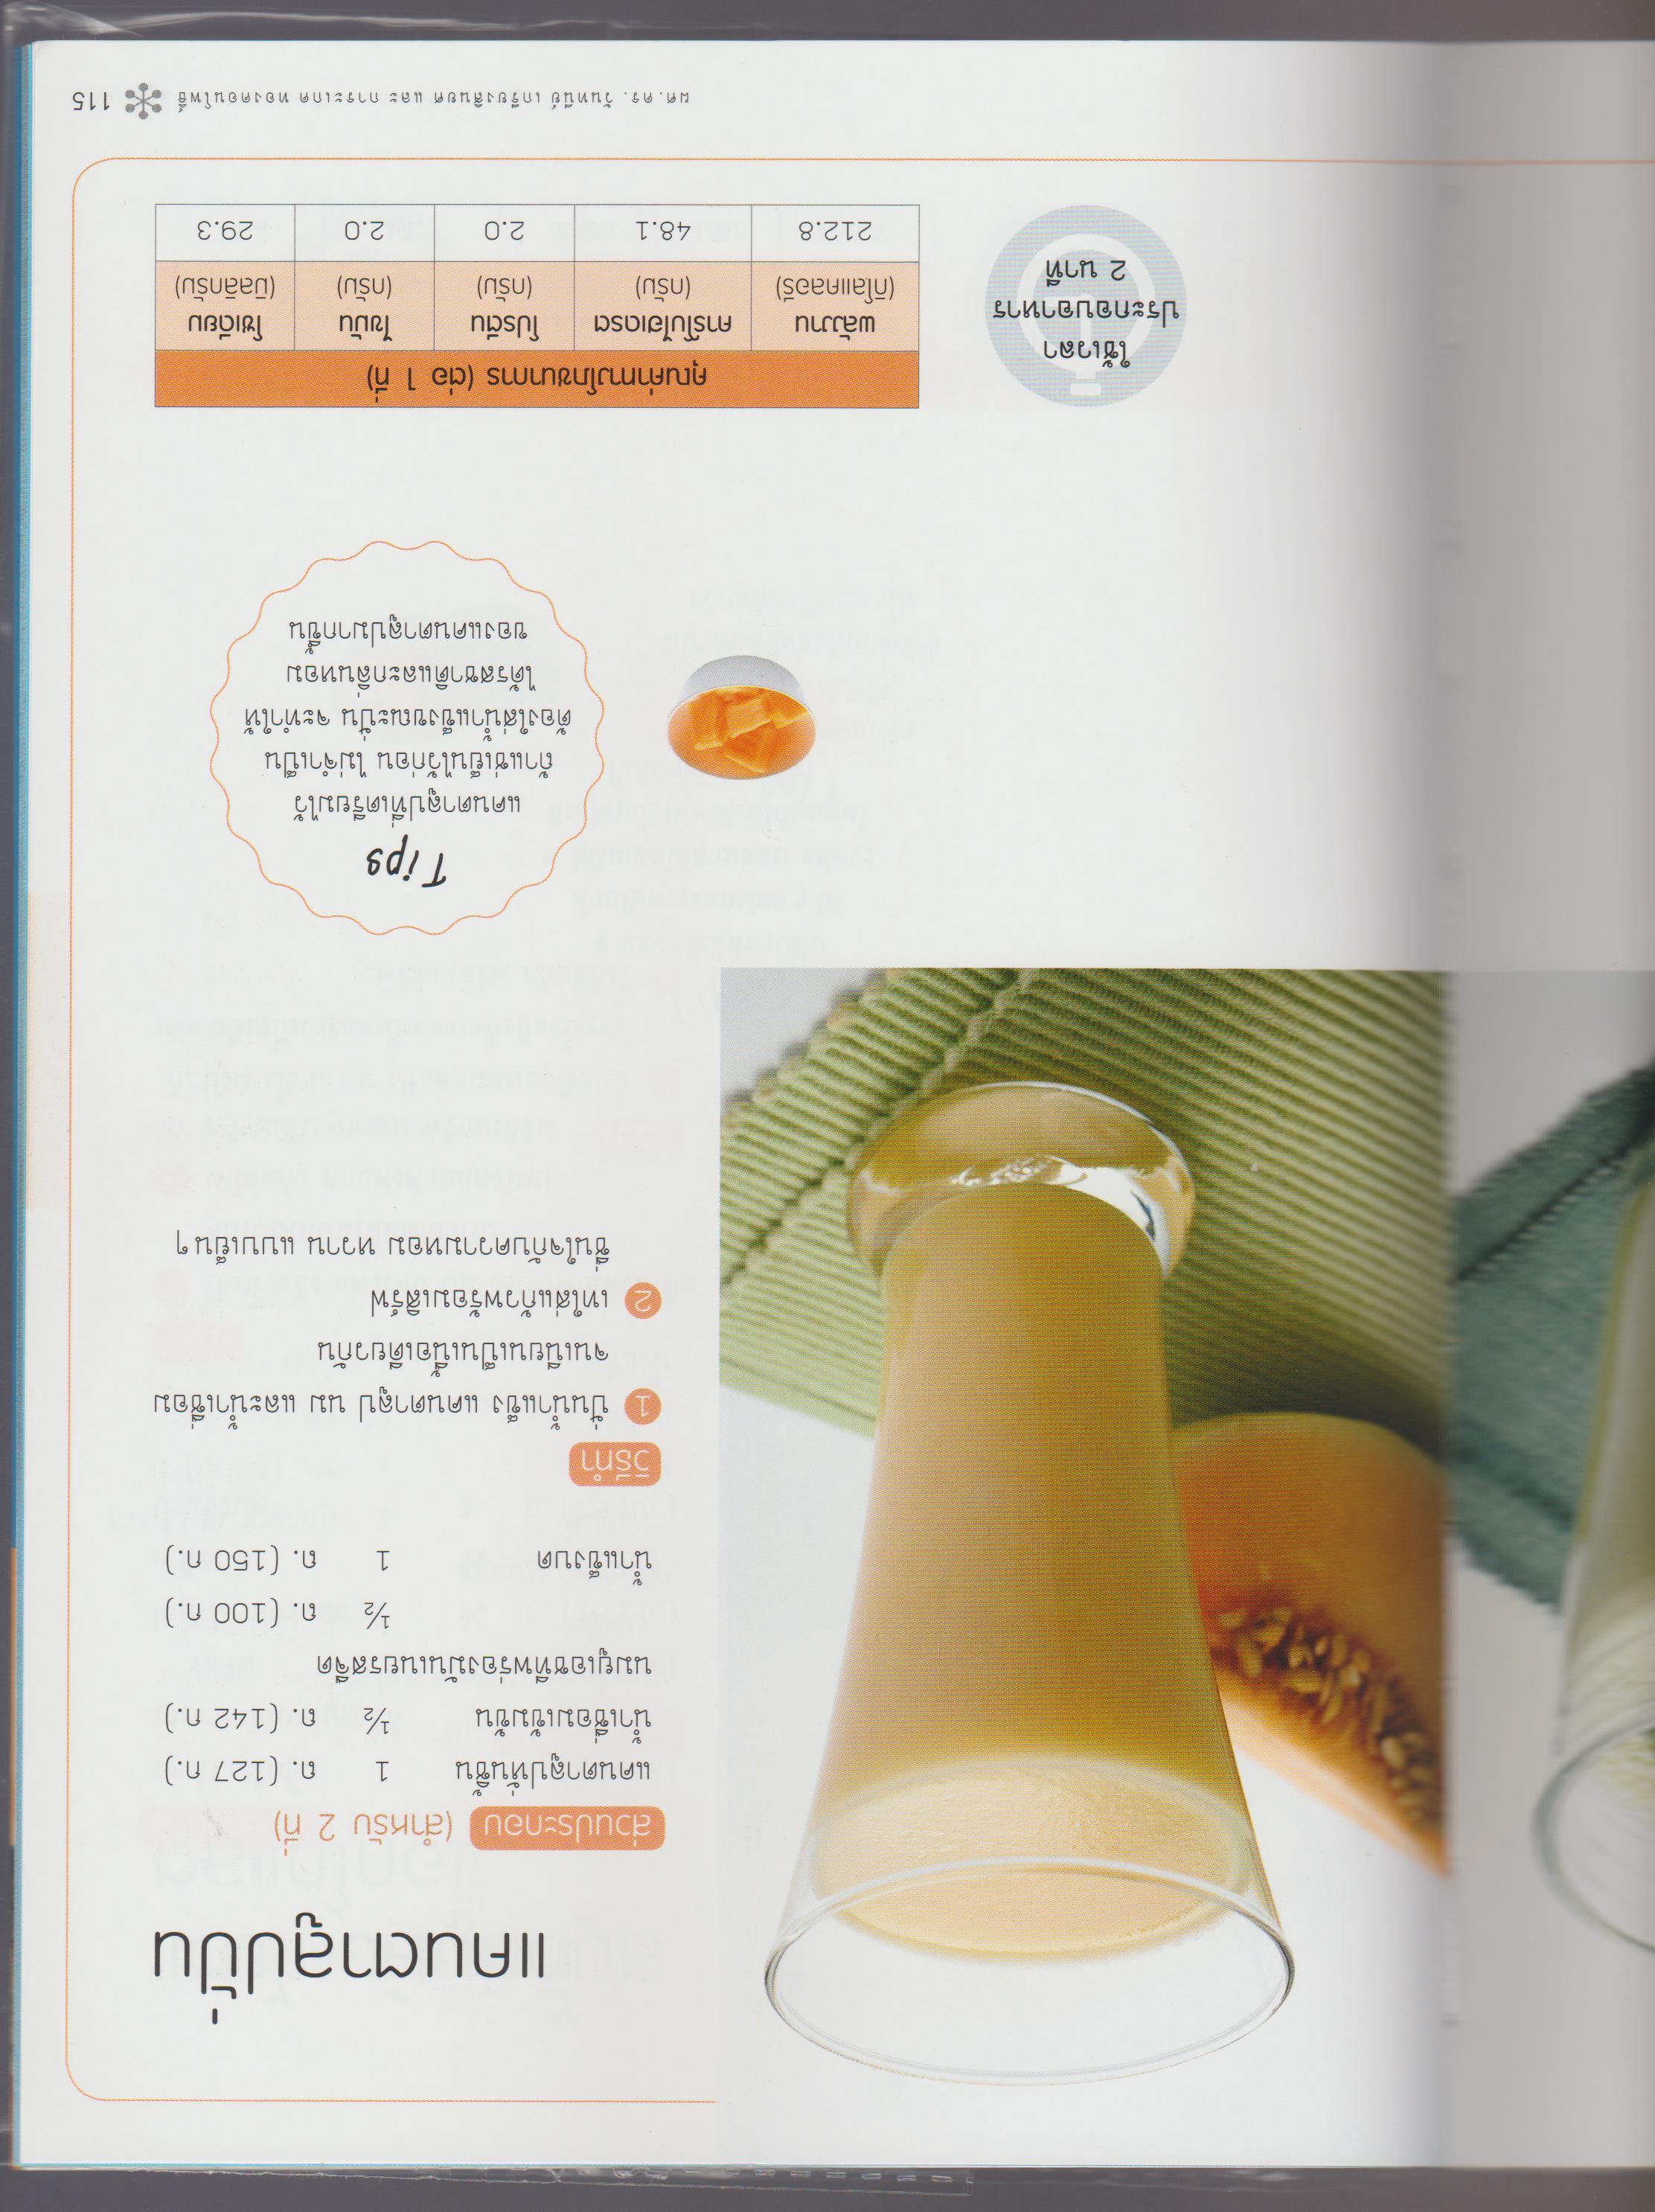 แคนตาลูปปั่น
ส่วนประกอบ (สำหรับ 2 ที่)
แคนตาลูปหั่นชิ้น 1 ถ. (127 ก.)
น้ำเชื่อมเข้มข้น ½ ถ. (142 ก.)
นมยูเอชทีพร่องมันเนยรสจืด
½ ถ. (100 ก.)
น้ำแข็งบด 1 ถ. (150 ก.)
วิธีทำ
1 ปั่นน้ำแข็ง แคนตาลูป นม และน้ำเชื่อม
จนเนียนเป็นเนื้อเดียวกัน
2 เทใส่แก้วพร้อมเสิร์ฟ
ชื่นใจกับความหอม หวาน แบบเย็นๆ
Tips
แคนตาลูปที่เตรียมไว้
ถ้าแช่เย็นไว้ก่อน ไม่จำเป็น
ต้องใส่น้ำแข็งขณะปั่น จะทำให้
ได้รสชาติและกลิ่นหอม
ของแคนตาลูปมากขึ้น
ใช้เวลา
ประกอบอาหาร
2 นาที
คุณค่าทางโภชนาการ (ต่อ 1 ที่)
พลังงาน คาร์โบไฮเดรต โปรตีน ไขมัน โซเดียม
(กิโลแคลอรี) (กรัม) (กรัม) (กรัม) (มิลลิกรัม)
212.8 48.1 2.0 2.0 29.3
ผศ.ดร. วันทนีย์ เกรียงสินยศ และ การะเกด ทองดอนโพธิ์ 115